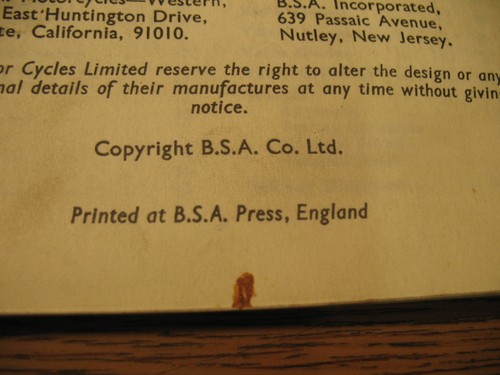 Motorcycles—Western,
East Huntington Drive,
California, 91010.
B.S.A. Incorporated,
639 Passaic Avenue,
Nutley, New Jersey.
Cycles Limited reserve the right to alter the design or any
details of their manufactures at any time without
notice.
Copyright B.S.A. Co. Ltd.
Printed at B.S.A. Press, England